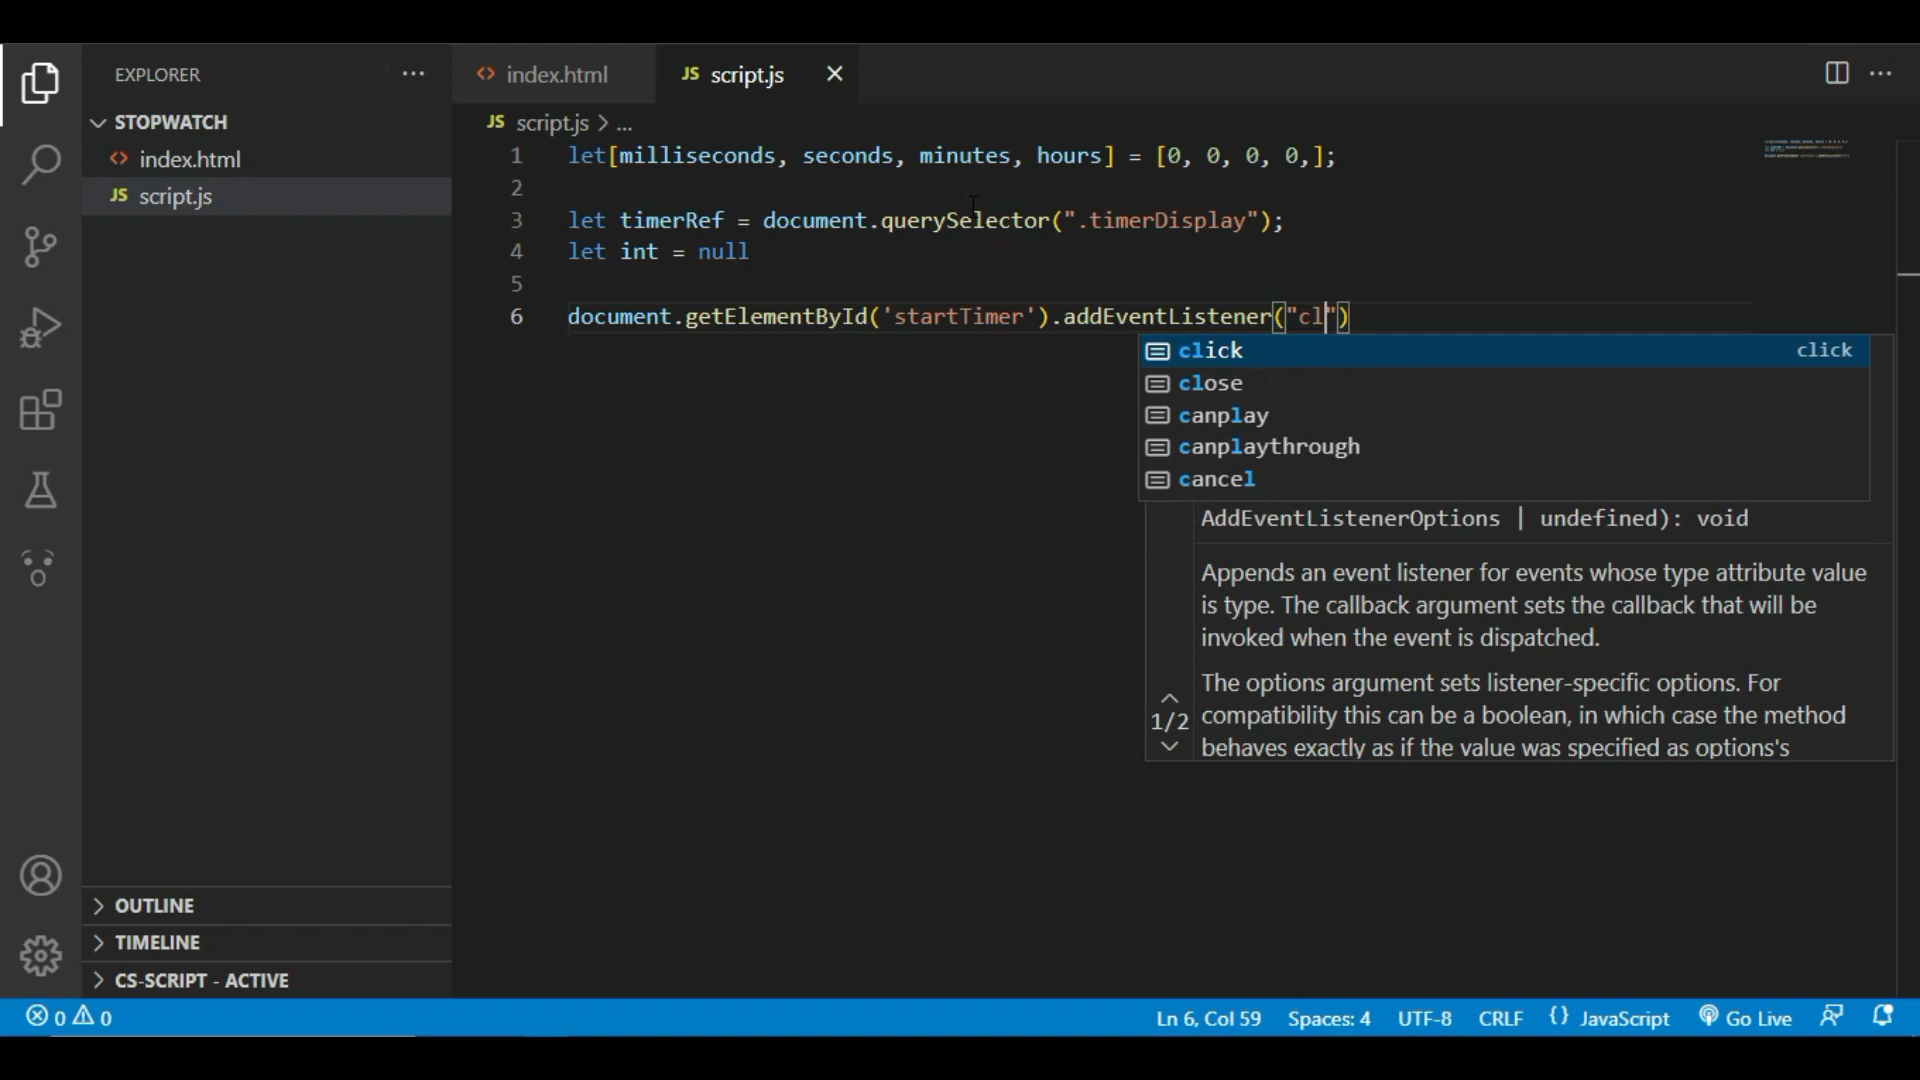 EXPLORER
STOPWATCH
index.html
JS script.js
OUTLINE
TIMELINE
CS-SCRIPT - ACTIVE
index.html
JS script.js
JS script.js > ...
1 let[milliseconds, seconds, minutes, hours] = [0, 0, 0, 0,];
2
3 let timerRef = document.querySelector(".timerDisplay");
4 let int = null
5
6 document.getElementById('startTimer').addEventListener("cl")
click click
close
canplay
canplaythrough
cancel
AddEventListenerOptions | undefined): void
Appends an event listener for events whose type attribute value
is type. The callback argument sets the callback that will be
invoked when the event is dispatched.
The options argument sets listener-specific options. For
1/2 compatibility this can be a boolean, in which case the method
behaves exactly as if the value was specified as options's
0 0 Ln 6, Col 59 Spaces: 4 UTF-8 CRLF {} JavaScript Go Live